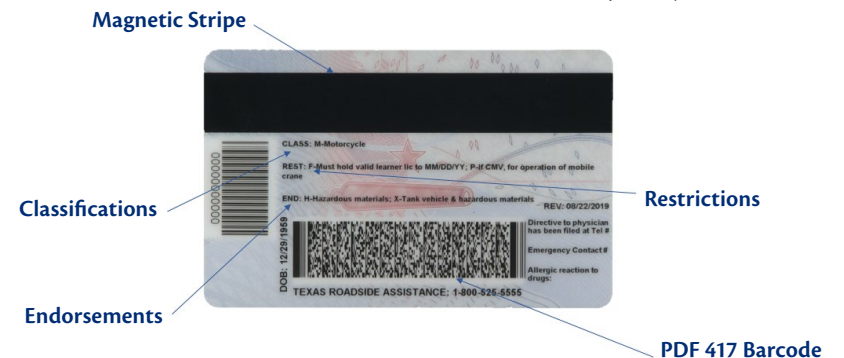 Magnetic Stripe
CLASS: M-Motorcycle
REST: F-Must hold valid learner lic to MM/DD/YY; P-If CMV, for operation of mobile
crane
Restrictions
Classifications
END: H-Hazardous materials; X-Tank vehicle & hazardous materials
REV: 08/22/2019
00000000000
DOB: 12/29/1959
Directive to physician
has been filed at Tel #
Emergency Contact #
Allergic reaction to
drugs:
TEXAS ROADSIDE ASSISTANCE: 1-800-525-5555
Endorsements
PDF 417 Barcode